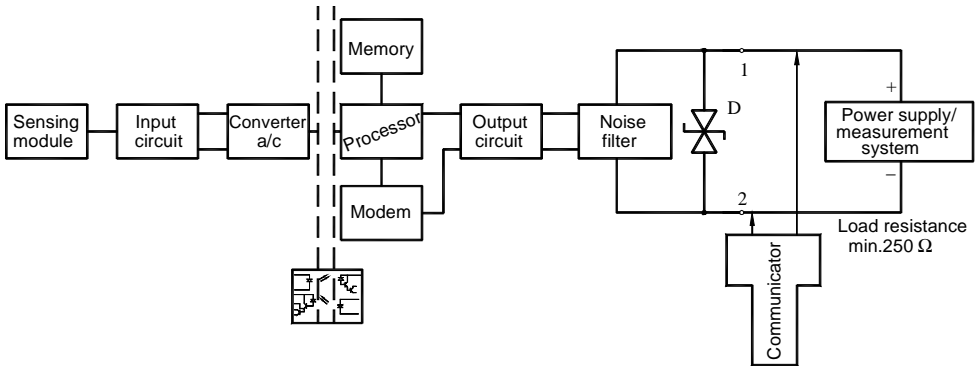 Memory
Sensing
module
Input
circuit
Converter
a/c
Processor
Output
circuit
Noise
filter
Modem
1
D
2
+
Power supply/
measurement
system
−
Load resistance
min.250 Ω
Communicator